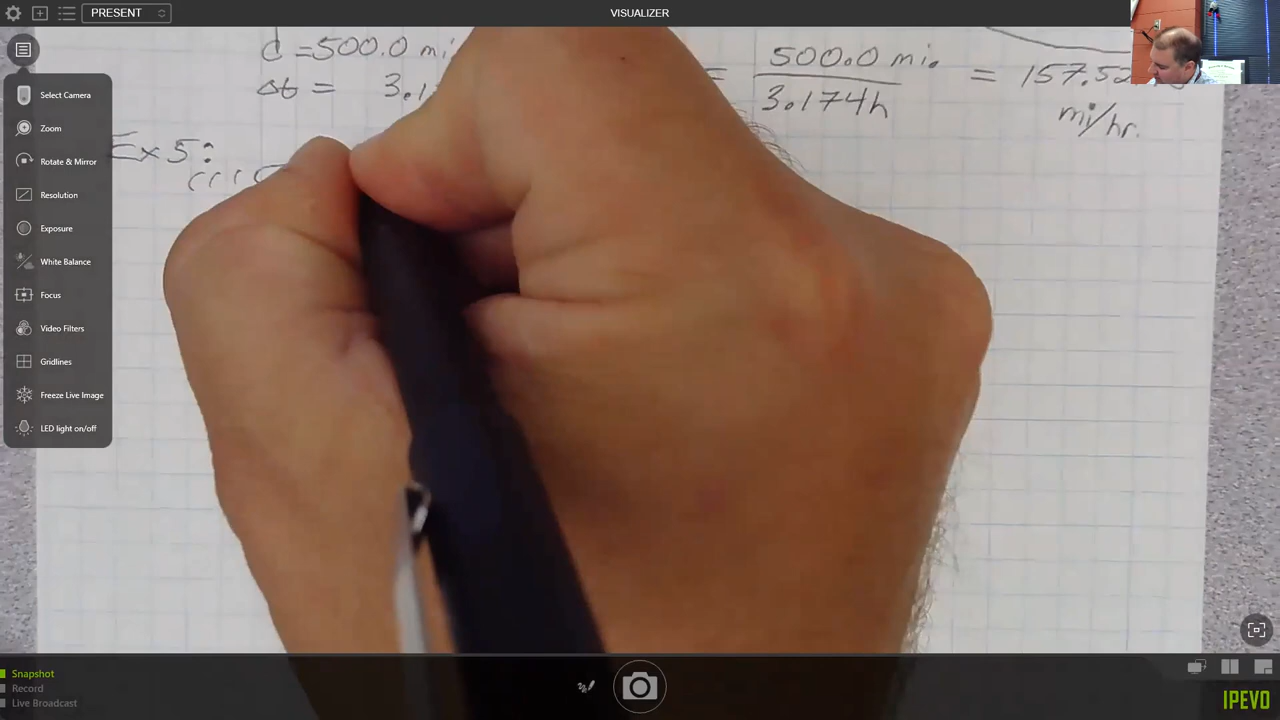 PRESENT
VISUALIZER
d = 500.0 mi
Δt = 3.1
= 500.0 mi. = 157.5
3.174h
mi/hr.
Ex 5:
Select Camera
Zoom
Rotate & Mirror
Resolution
Exposure
White Balance
Focus
Video Filters
Gridlines
Freeze Live Image
LED light on/off
Snapshot
Record
Live Broadcast
IPEVO